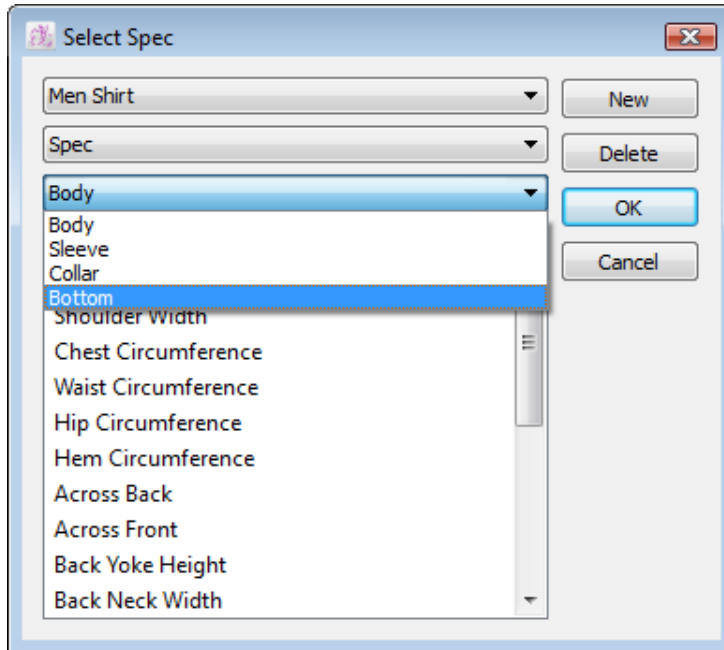 Select Spec
Men Shirt
New
Spec
Delete
Body
OK
Body
Sleeve
Collar
Cancel
Bottom
Shoulder Width
Chest Circumference
Waist Circumference
Hip Circumference
Hem Circumference
Across Back
Across Front
Back Yoke Height
Back Neck Width